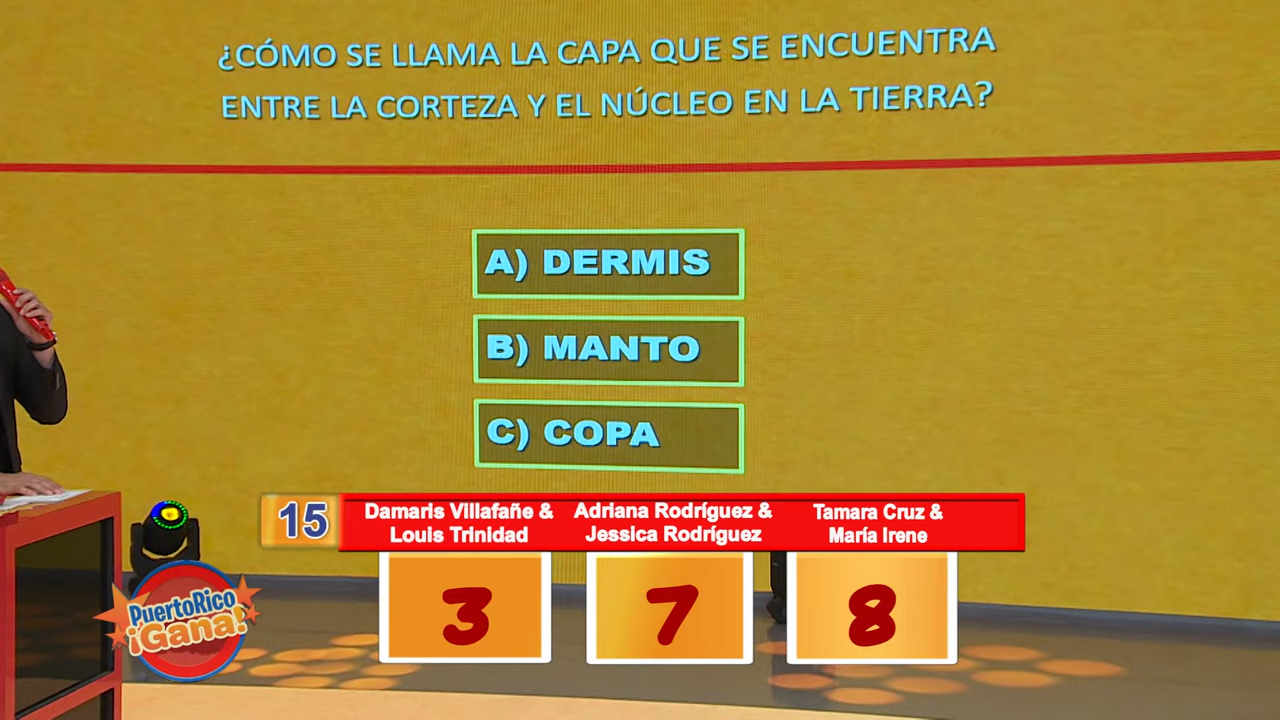 ¿CÓMO SE LLAMA LA CAPA QUE SE ENCUENTRA
ENTRE LA CORTEZA Y EL NÚCLEO EN LA TIERRA?
A) DERMIS
B) MANTO
C) COPA
15
Damaris Villafañe &
Louis Trinidad
Adriana Rodríguez &
Jessica Rodríguez
Tamara Cruz &
María Irene
3
7
8
PuertoRico
¡Gana!